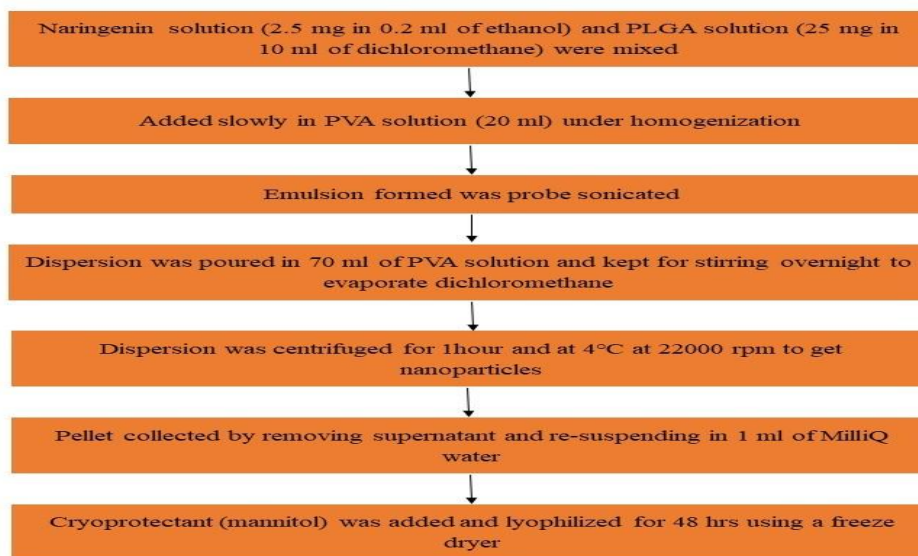 Naringenin solution (2.5 mg in 0.2 ml of ethanol) and PLGA solution (25 mg in
10 ml of dichloromethane) were mixed
Added slowly in PVA solution (20 ml) under homogenization
Emulsion formed was probe sonicated
Dispersion was poured in 70 ml of PVA solution and kept for stirring overnight to
evaporate dichloromethane
Dispersion was centrifuged for 1hour and at 4°C at 22000 rpm to get
nanoparticles
Pellet collected by removing supernatant and re-suspending in 1 ml of MilliQ
water
Cryoprotectant (mannitol) was added and lyophilized for 48 hrs using a freeze
dryer